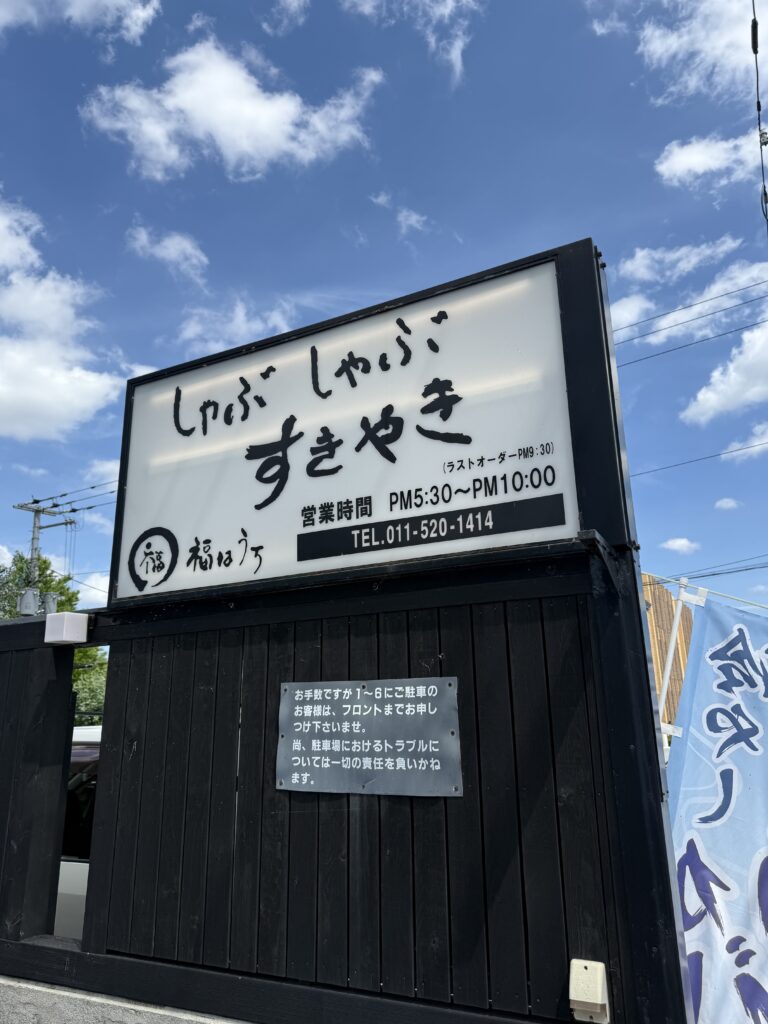 しゃぶ しゃぶ
すきやき
(ラストオーダーPM9:30)
営業時間 PM5:30〜PM10:00
TEL.011-520-1414
福
福はうち
お手数ですが1〜6にご駐車の
お客様は、フロントまでお申し
つけ下さいませ。
尚、駐車場におけるトラブルに
ついては一切の責任を負いかね
ます。